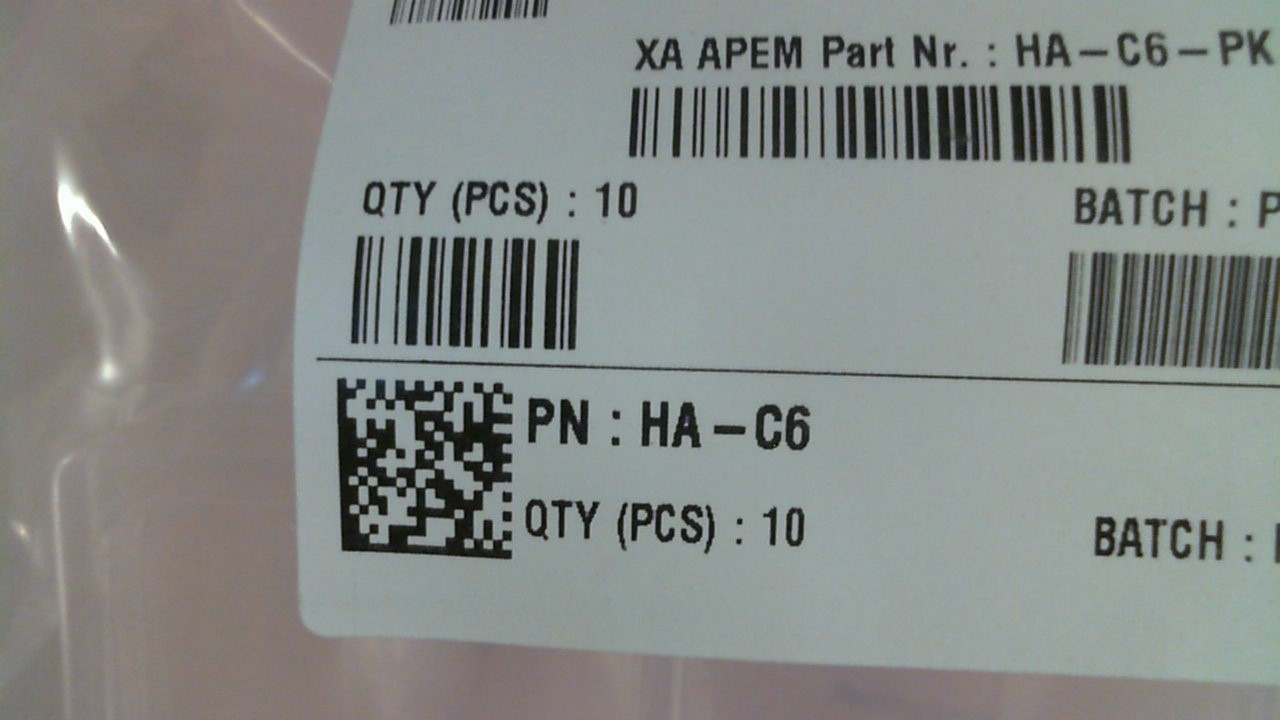 XA APEM Part Nr. : HA-C6-PK
QTY (PCS) : 10
BATCH : P
PN : HA-C6
QTY (PCS) : 10
BATCH :